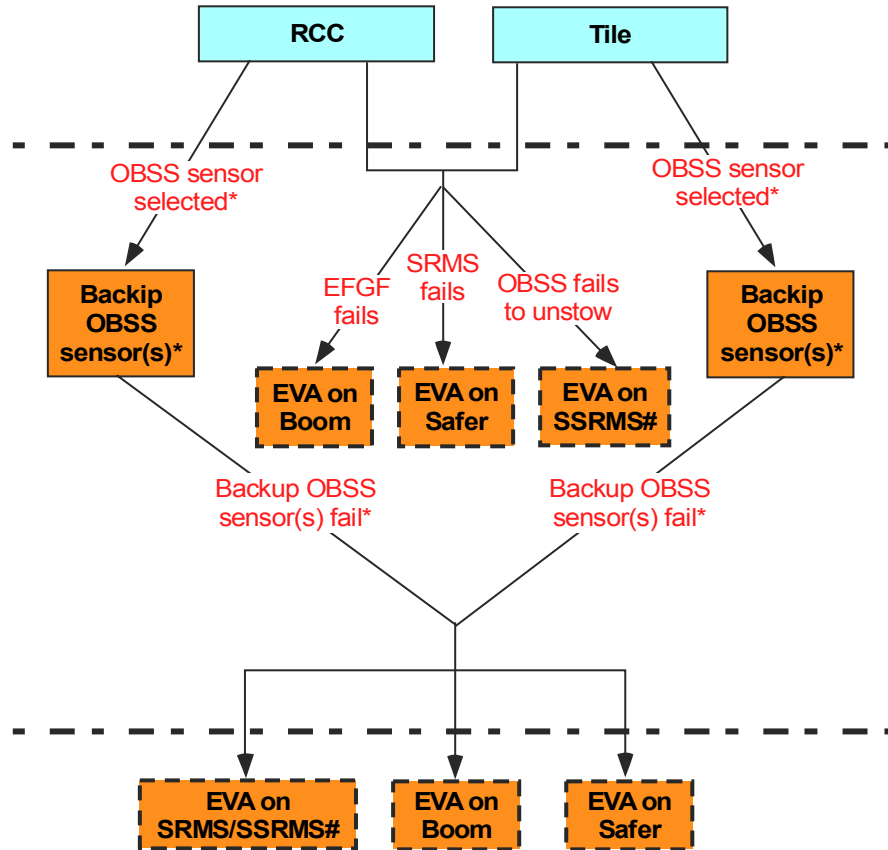 RCC
Tile
OBSS sensor
selected*
OBSS sensor
selected*
EFGF
fails
SRMS
fails
OBSS fails
to unstow
Backip
OBSS
sensor(s)*
Backip
OBSS
sensor(s)*
EVA on
Boom
EVA on
Safer
EVA on
SSRMS#
Backup OBSS
sensor(s) fail*
Backup OBSS
sensor(s) fail*
EVA on
SRMS/SSRMS#
EVA on
Boom
EVA on
Safer